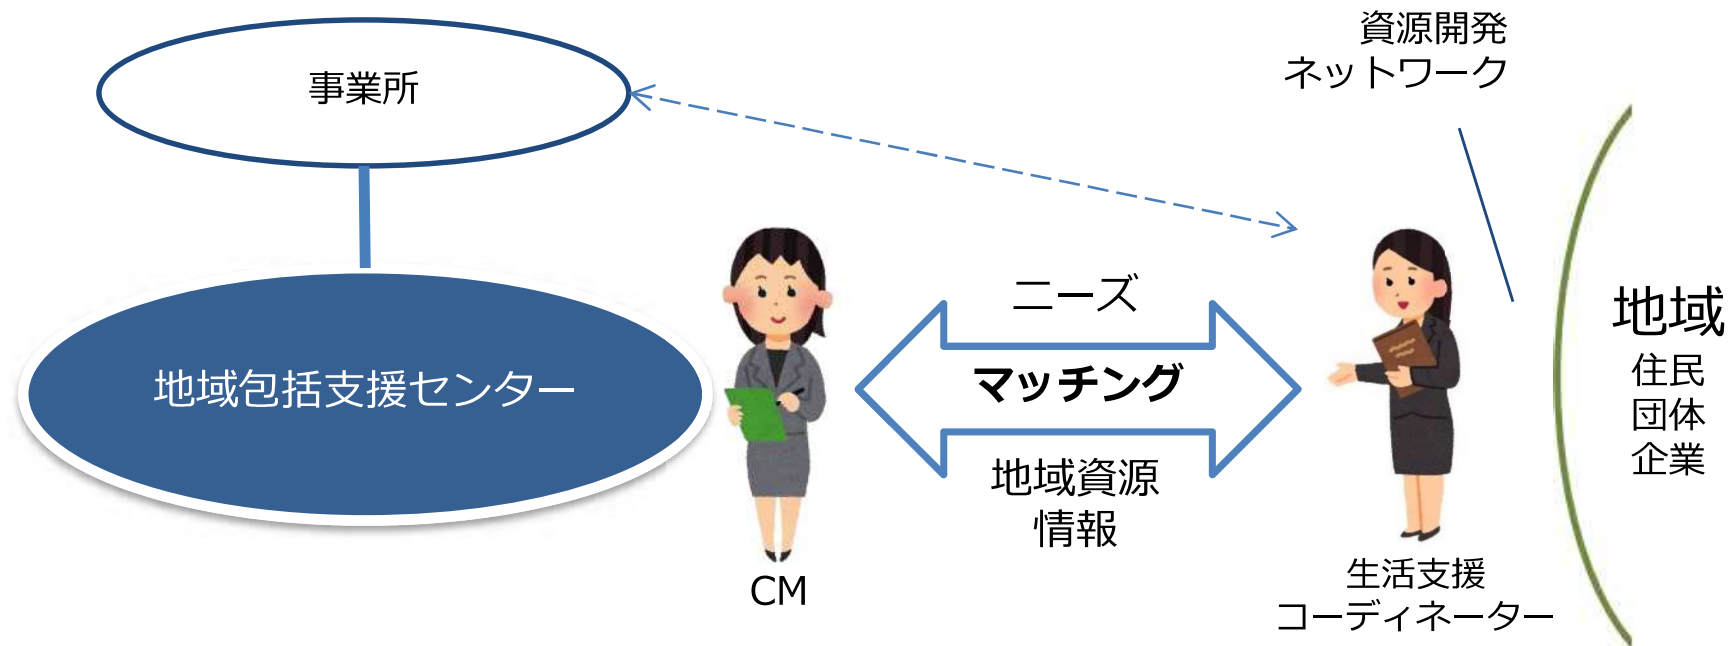 事業所
資源開発
ネットワーク
地域包括支援センター
ニーズ
マッチング
地域資源
情報
CM
生活支援
コーディネーター
地域
住民
団体
企業